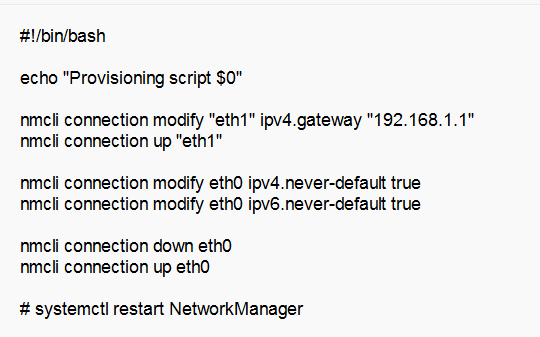 #!/bin/bash
echo "Provisioning script $0"
nmcli connection modify "eth1" ipv4.gateway "192.168.1.1"
nmcli connection up "eth1"
nmcli connection modify eth0 ipv4.never-default true
nmcli connection modify eth0 ipv6.never-default true
nmcli connection down eth0
nmcli connection up eth0
# systemctl restart NetworkManager